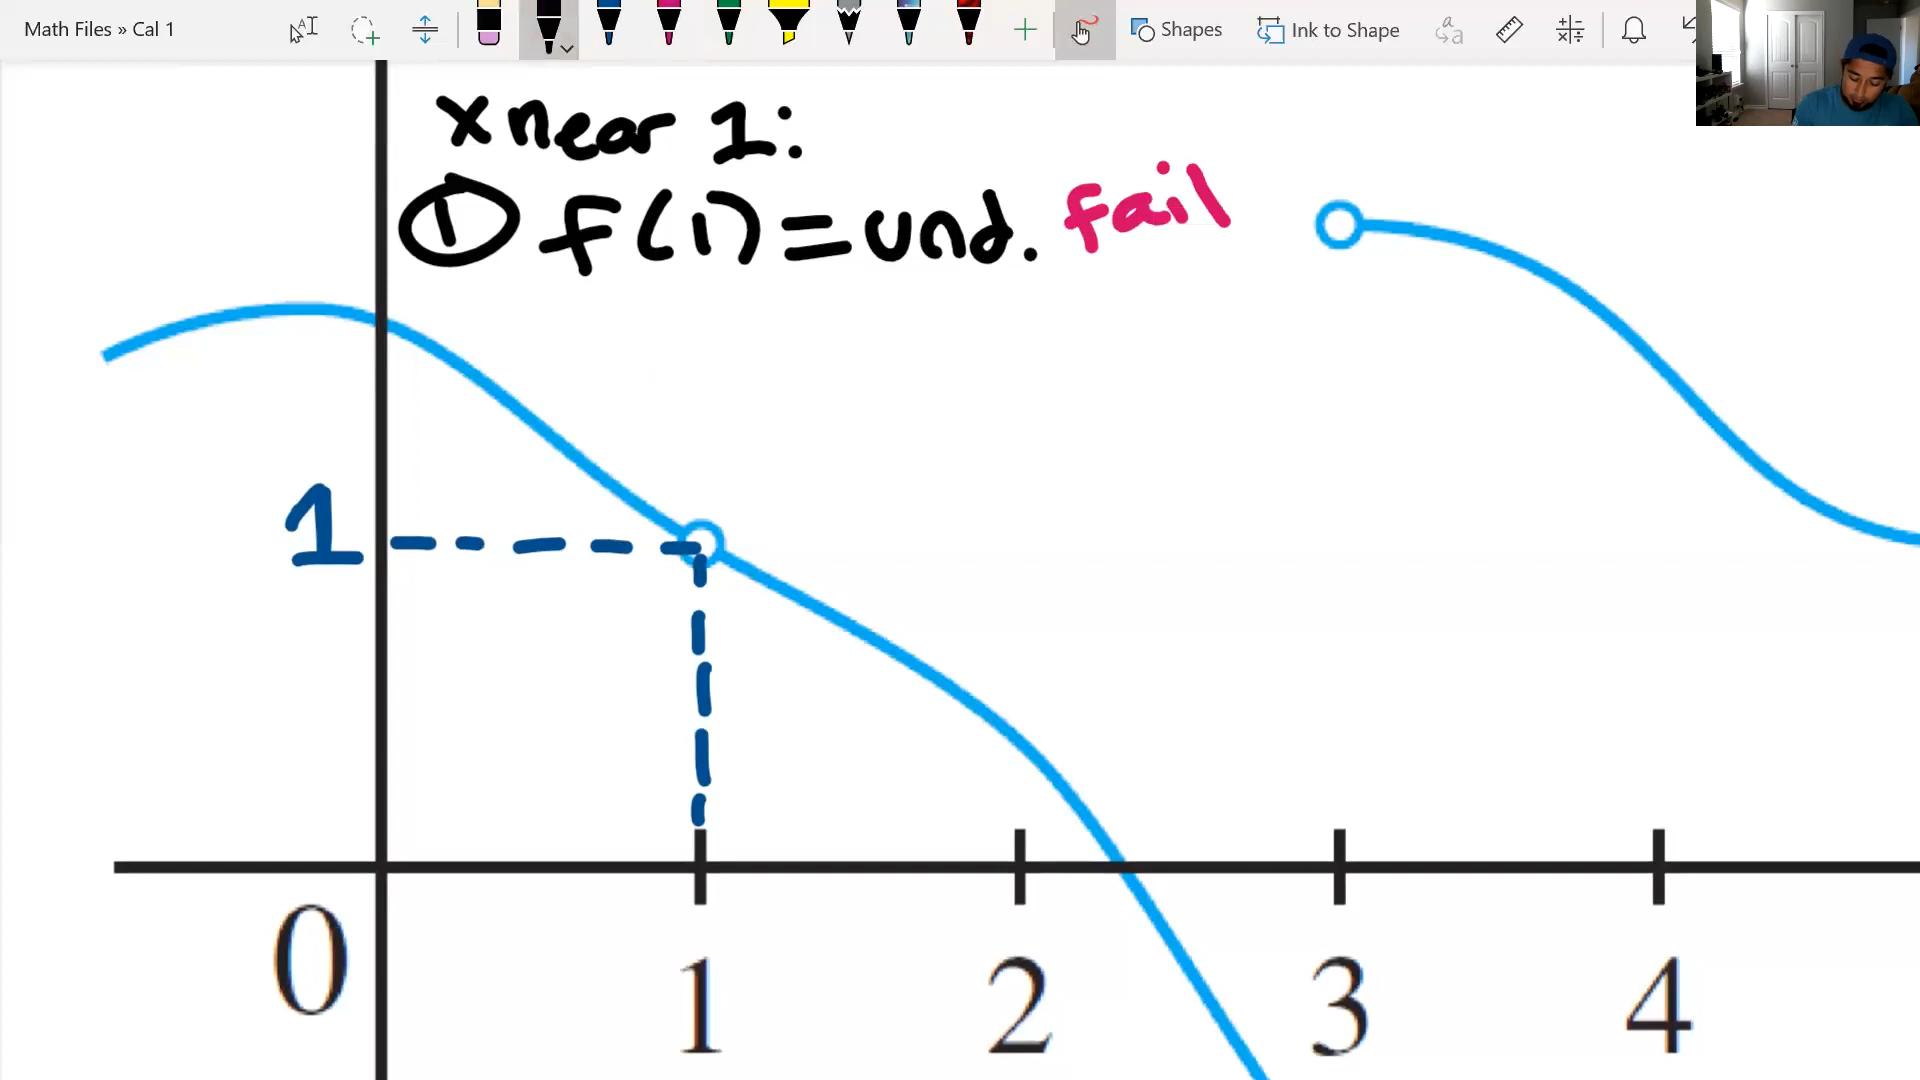 Math Files » Cal 1
Shapes
Ink to Shape
x near 1:
① f(1)=und. fail
1
0
1 2 3 4